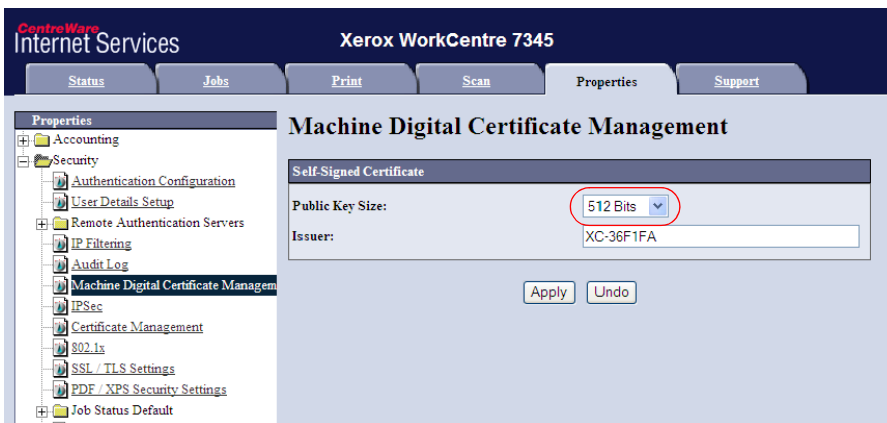 CentreWare
Internet Services
Xerox WorkCentre 7345
Status Jobs Print Scan Properties Support
Properties
Accounting
Security
Authentication Configuration
User Details Setup
Remote Authentication Servers
IP Filtering
Audit Log
Machine Digital Certificate Managem
IPSec
Certificate Management
802.1x
SSL / TLS Settings
PDF / XPS Security Settings
Job Status Default
Machine Digital Certificate Management
Self-Signed Certificate
Public Key Size: 512 Bits
Issuer: XC-36F1FA
Apply Undo